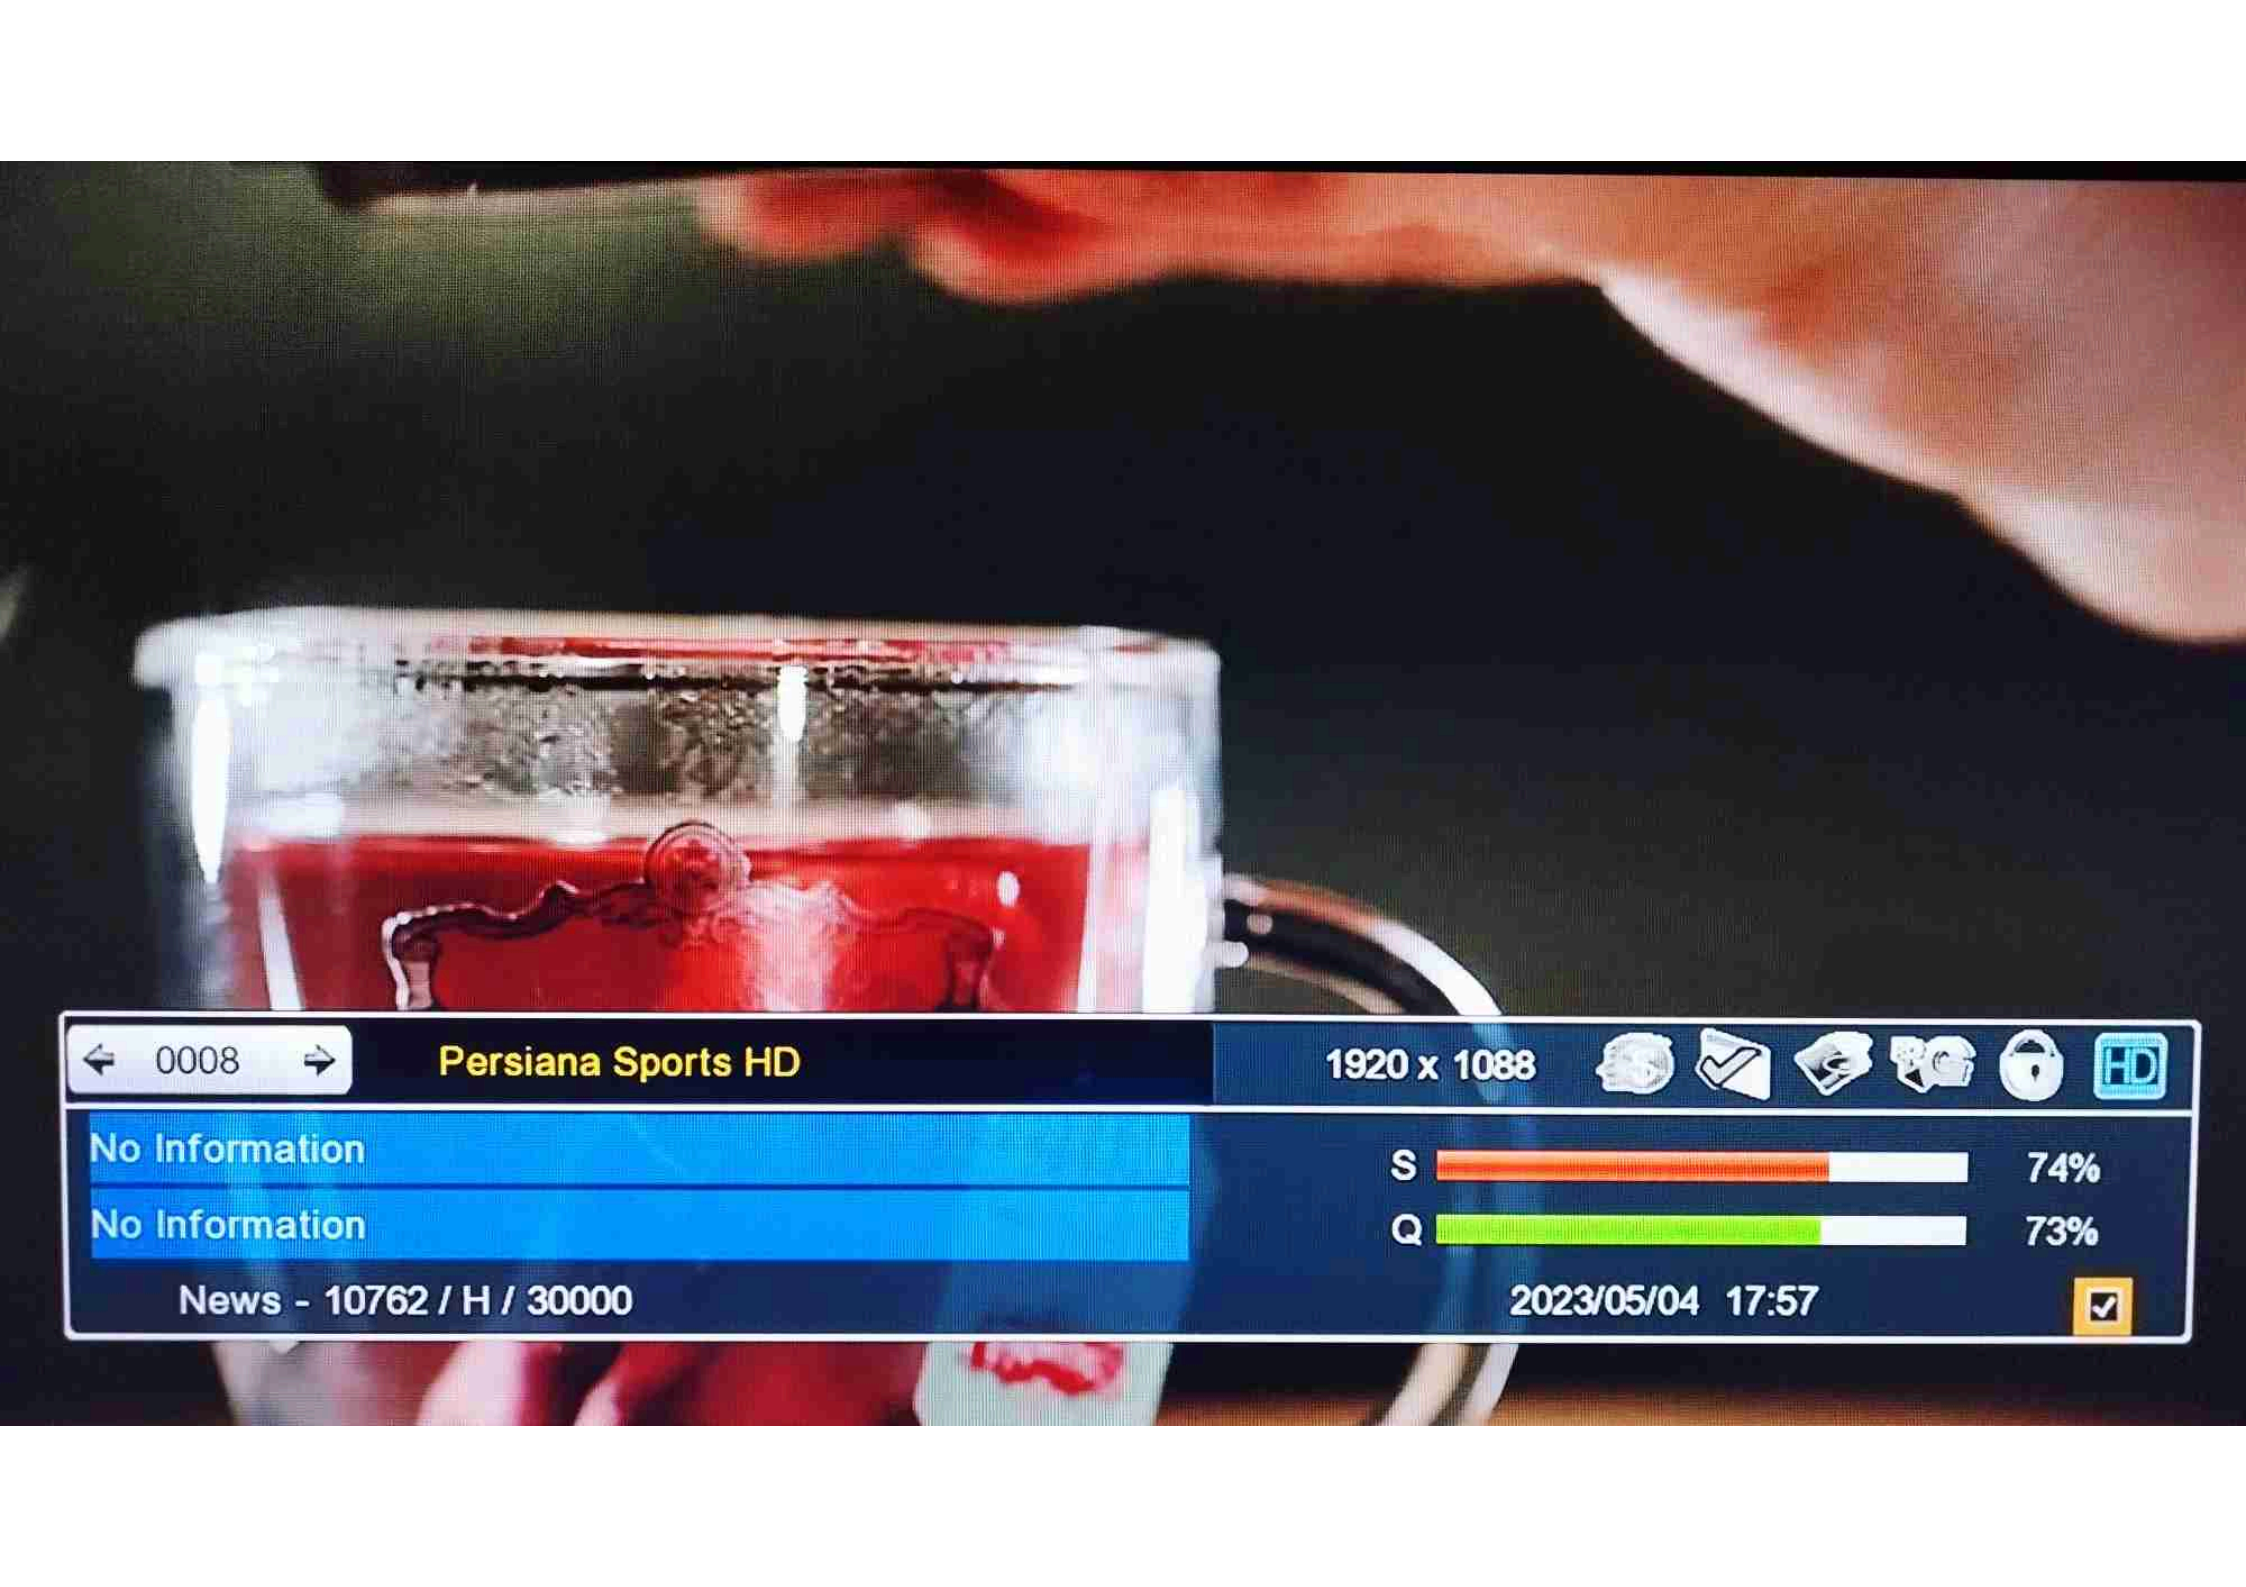 0008 Persiana Sports HD 1920 x 1088 HD
No Information
S 74%
No Information
Q 73%
News - 10762 / H / 30000 2023/05/04 17:57